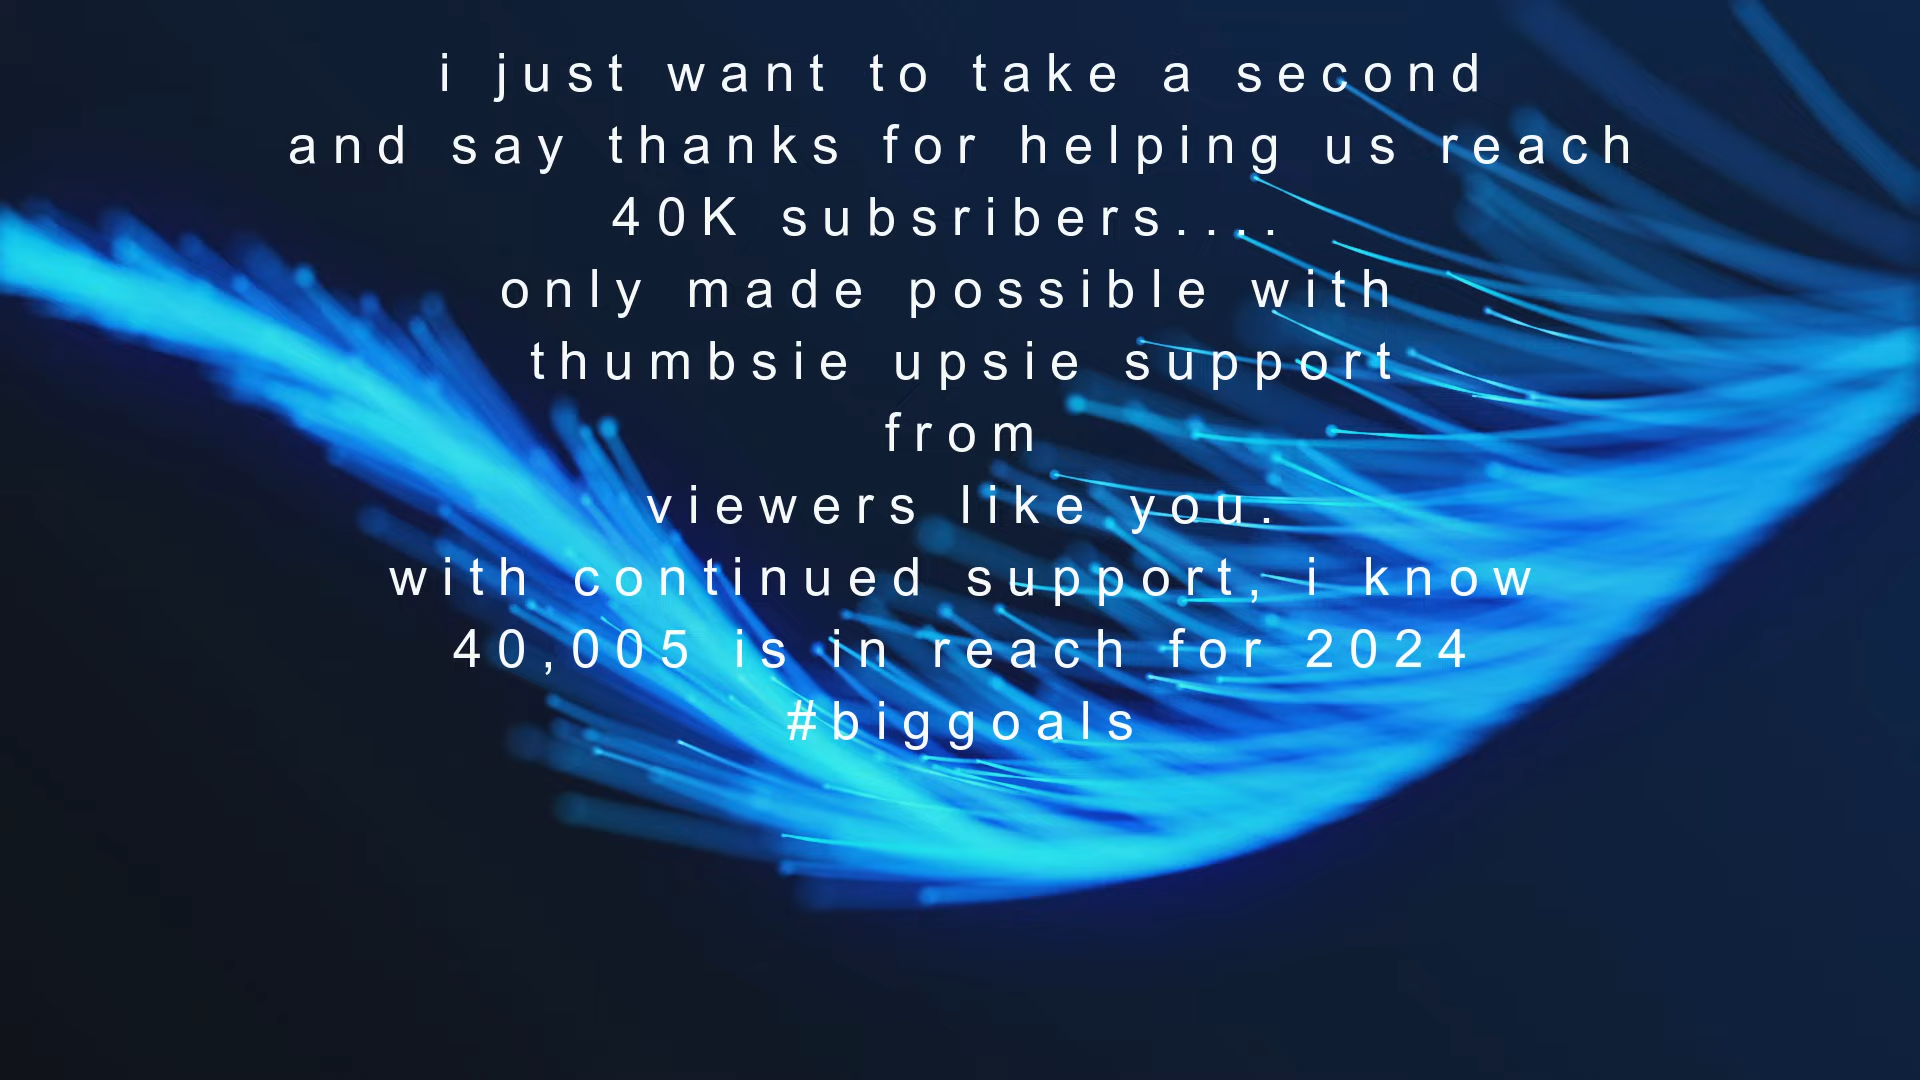 i just want to take a second
and say thanks for helping us reach
40K subsribers....
only made possible with
thumbsie upsie support
from
viewers like you.
with continued support, i know
40,005 is in reach for 2024
#biggoals